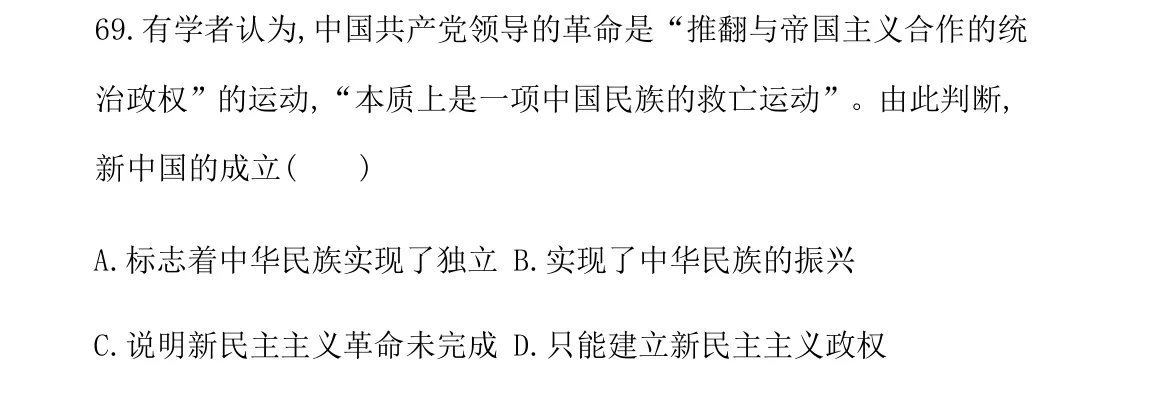 69.有学者认为,中国共产党领导的革命是“推翻与帝国主义合作的统
治政权”的运动,“本质上是一项中国民族的救亡运动”。由此判断,
新中国的成立(    )
A.标志着中华民族实现了独立 B.实现了中华民族的振兴
C.说明新民主主义革命未完成 D.只能建立新民主主义政权